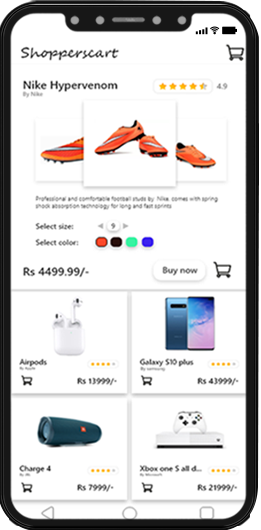 Shopperscart
Nike Hypervenom
By Nike
4.9
Professional and comfortable football studs by. Nike, comes with spring
shock absorption technology for long and fast sprints
Select size: 9
Select color:
Rs 4499.99/-
Buy now
Airpods
By Apple
Rs 13999/-
Galaxy S10 plus
By samsung
Rs 43999/-
Charge 4
By JBL
Rs 7999/-
Xbox one S all d...
By Microsoft
Rs 21999/-